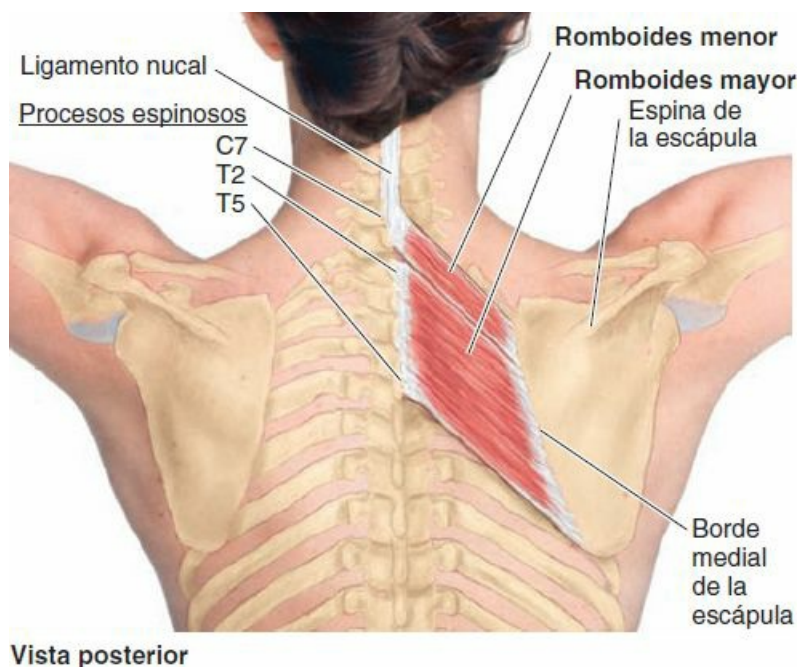 Romboides menor
Ligamento nucal
Romboides mayor
Procesos espinosos
Espina de
la escápula
C7
T2
T5
Borde
medial
de la
escápula
Vista posterior